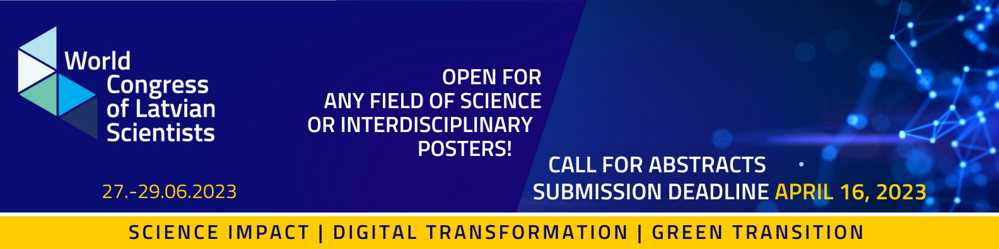 World
Congress
of Latvian
Scientists
27.-29.06.2023
OPEN FOR
ANY FIELD OF SCIENCE
OR INTERDISCIPLINARY
POSTERS!
CALL FOR ABSTRACTS
SUBMISSION DEADLINE APRIL 16, 2023
SCIENCE IMPACT | DIGITAL TRANSFORMATION | GREEN TRANSITION